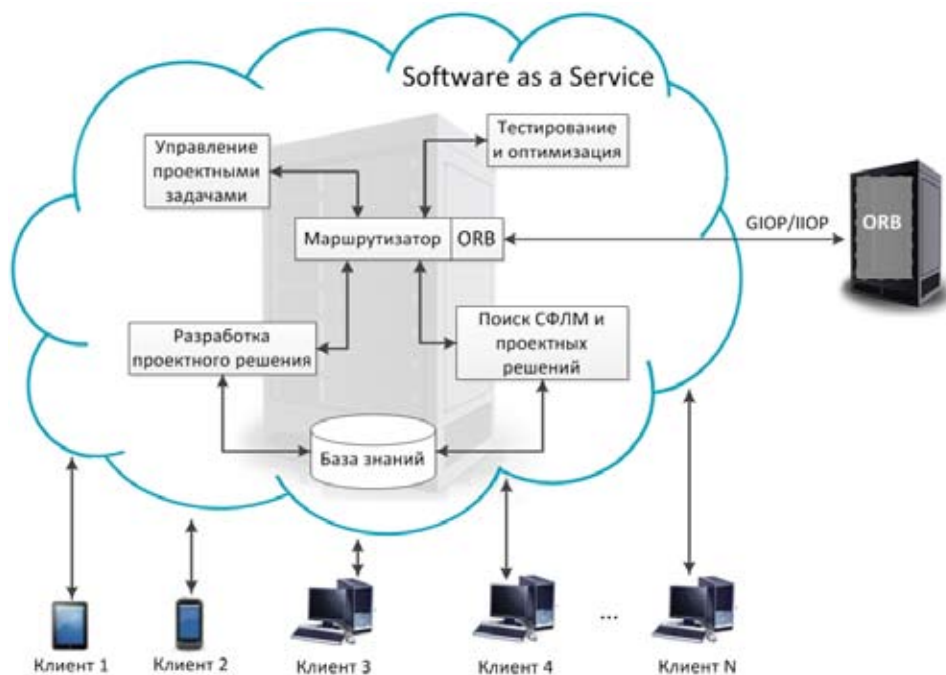 Software as a Service
Управление
проектными
задачами
Тестирование
и оптимизация
Маршрутизатор
ORB
GIOP/IIOP
ORB
Разработка
проектного решения
Поиск СФЛМ и
проектных
решений
База знаний
...
Клиент 1
Клиент 2
Клиент 3
Клиент 4
Клиент N